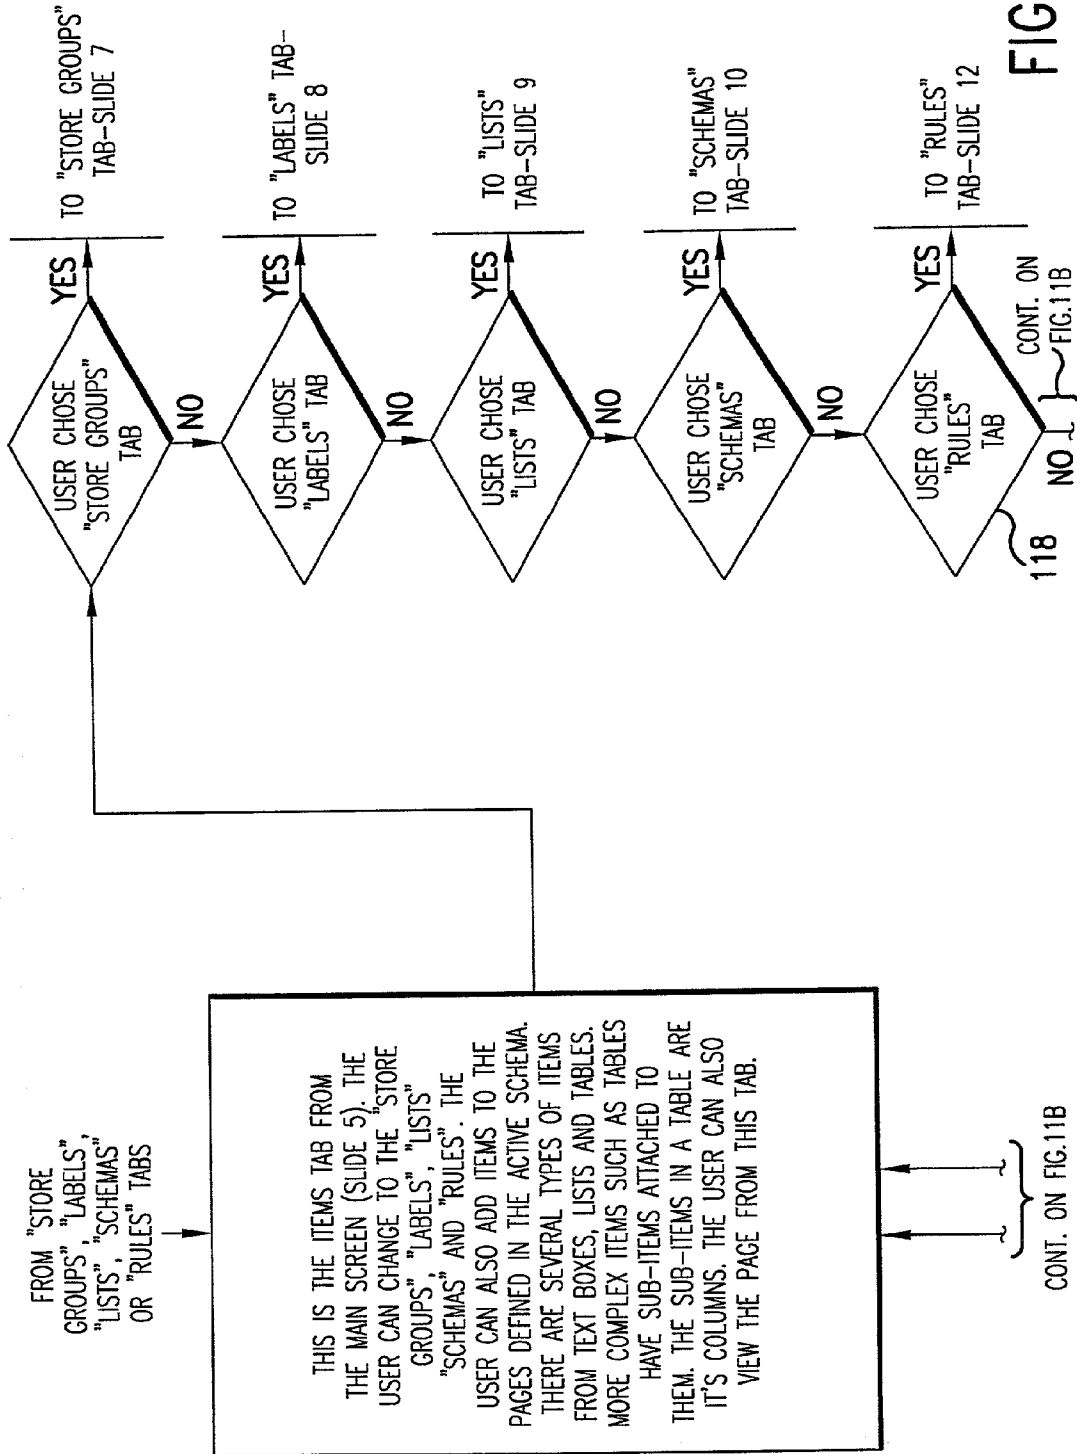 FROM "STORE
GROUPS", "LABELS",
"LISTS", "SCHEMAS"
OR "RULES" TABS
THIS IS THE ITEMS TAB FROM
THE MAIN SCREEN (SLIDE 5). THE
USER CAN CHANGE TO THE "STORE
GROUPS", "LABELS", "LISTS"
"SCHEMAS" AND "RULES". THE
USER CAN ALSO ADD ITEMS TO THE
PAGES DEFINED IN THE ACTIVE SCHEMA.
THERE ARE SEVERAL TYPES OF ITEMS
FROM TEXT BOXES, LISTS AND TABLES.
MORE COMPLEX ITEMS SUCH AS TABLES
HAVE SUB-ITEMS ATTACHED TO
THEM. THE SUB-ITEMS IN A TABLE ARE
IT'S COLUMNS. THE USER CAN ALSO
VIEW THE PAGE FROM THIS TAB.
CONT. ON FIG.11B
USER CHOSE
"STORE GROUPS"
TAB
YES
TO "STORE GROUPS"
TAB-SLIDE 7
NO
USER CHOSE
"LABELS" TAB
YES
TO "LABELS" TAB-
SLIDE 8
NO
USER CHOSE
"LISTS" TAB
YES
TO "LISTS"
TAB-SLIDE 9
NO
USER CHOSE
"SCHEMAS"
TAB
YES
TO "SCHEMAS"
TAB-SLIDE 10
NO
USER CHOSE
"RULES"
TAB
YES
TO "RULES"
TAB-SLIDE 12
118
NO
CONT. ON
FIG.11B
FIG